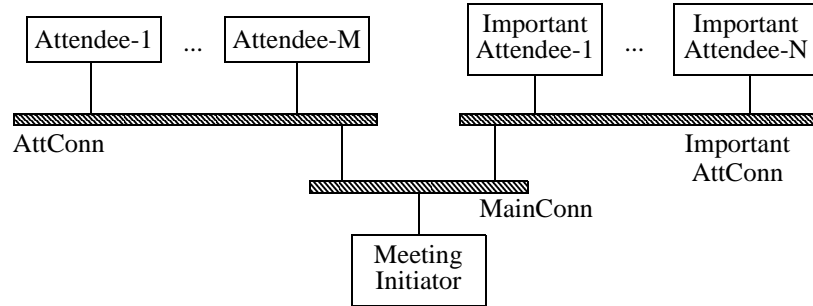 Attendee-1
...
Attendee-M
Important
Attendee-1
...
Important
Attendee-N
AttConn
Important
AttConn
MainConn
Meeting
Initiator